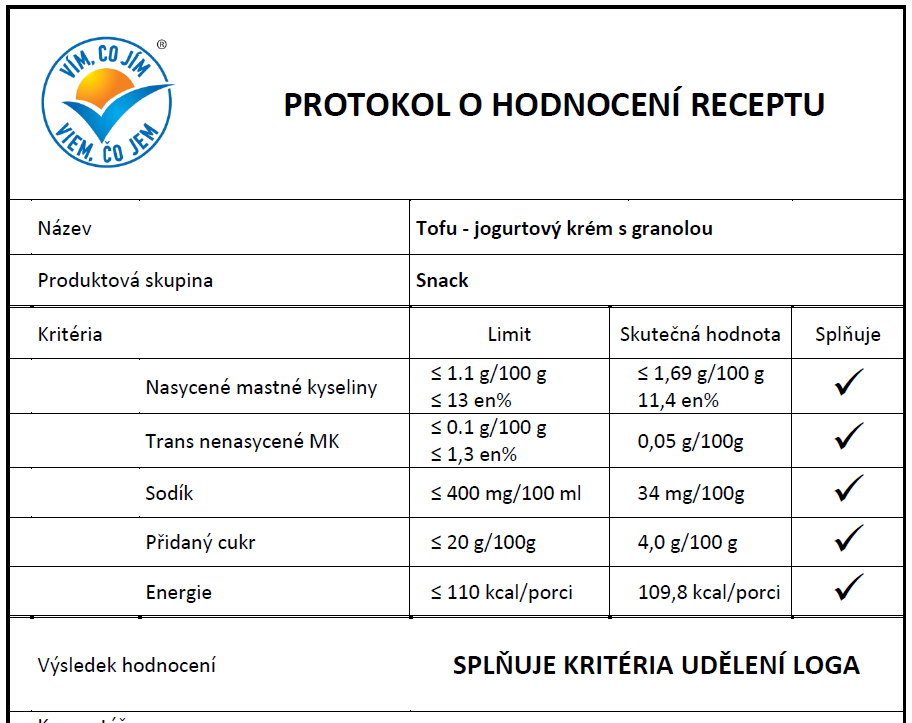 VÍM, CO JÍM
®
VIEM, ČO JEM
PROTOKOL O HODNOCENÍ RECEPTU
Název Tofu - jogurtový krém s granolou
Produktová skupina Snack
Kritéria Limit Skutečná hodnota Splňuje
Nasycené mastné kyseliny ≤ 1.1 g/100 g ≤ 1,69 g/100 g ✓
≤ 13 en% 11,4 en%
Trans nenasycené MK ≤ 0.1 g/100 g 0,05 g/100g ✓
≤ 1,3 en%
Sodík ≤ 400 mg/100 ml 34 mg/100g ✓
Přidaný cukr ≤ 20 g/100g 4,0 g/100 g ✓
Energie ≤ 110 kcal/porci 109,8 kcal/porci ✓
Výsledek hodnocení SPLŇUJE KRITÉRIA UDĚLENÍ LOGA